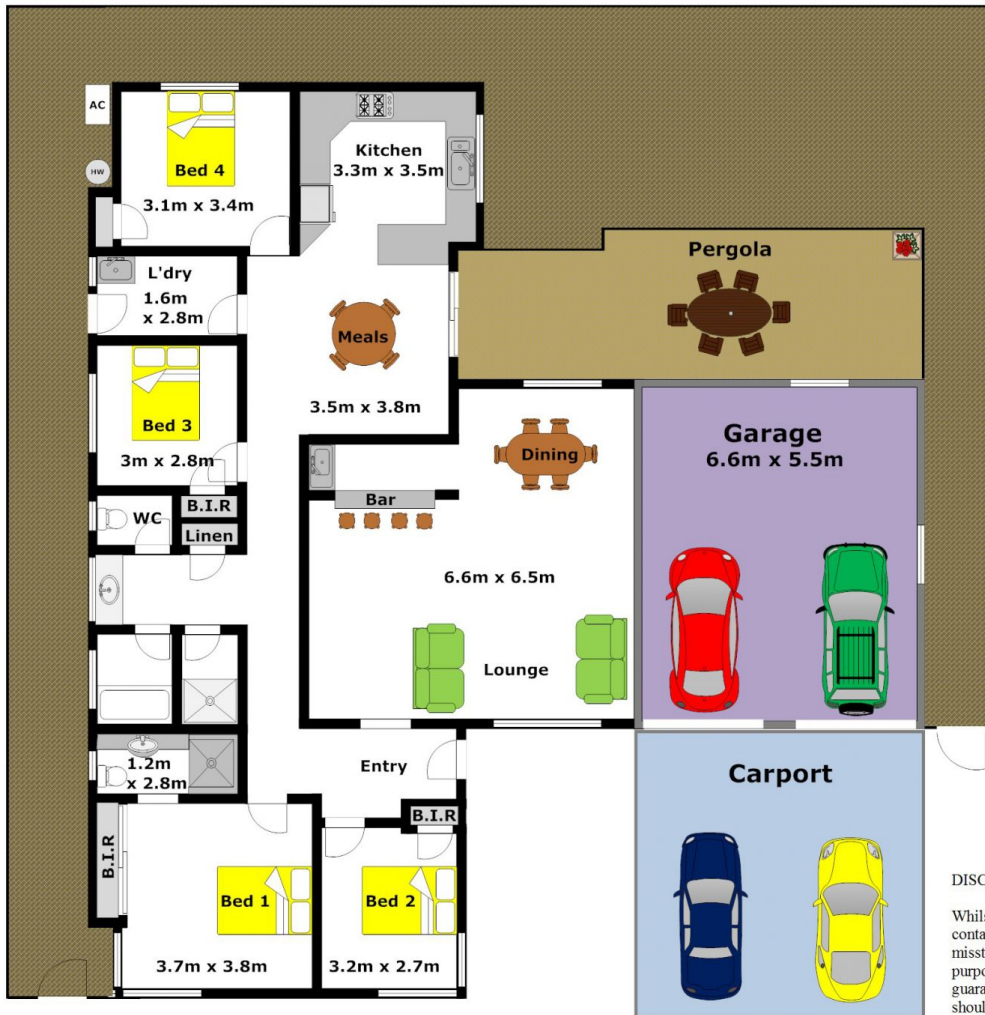 AC
HW
Bed 4
3.1m x 3.4m
Kitchen
3.3m x 3.5m
L'dry
1.6m
x 2.8m
Pergola
Meals
3.5m x 3.8m
Bed 3
3m x 2.8m
B.I.R
Linen
WC
Dining
Bar
6.6m x 6.5m
Lounge
Garage
6.6m x 5.5m
1.2m
x 2.8m
Entry
Carport
B.I.R
B.I.R
Bed 1
3.7m x 3.8m
Bed 2
3.2m x 2.7m
DISC
Whils
conta
misst
purpo
guara
shoul